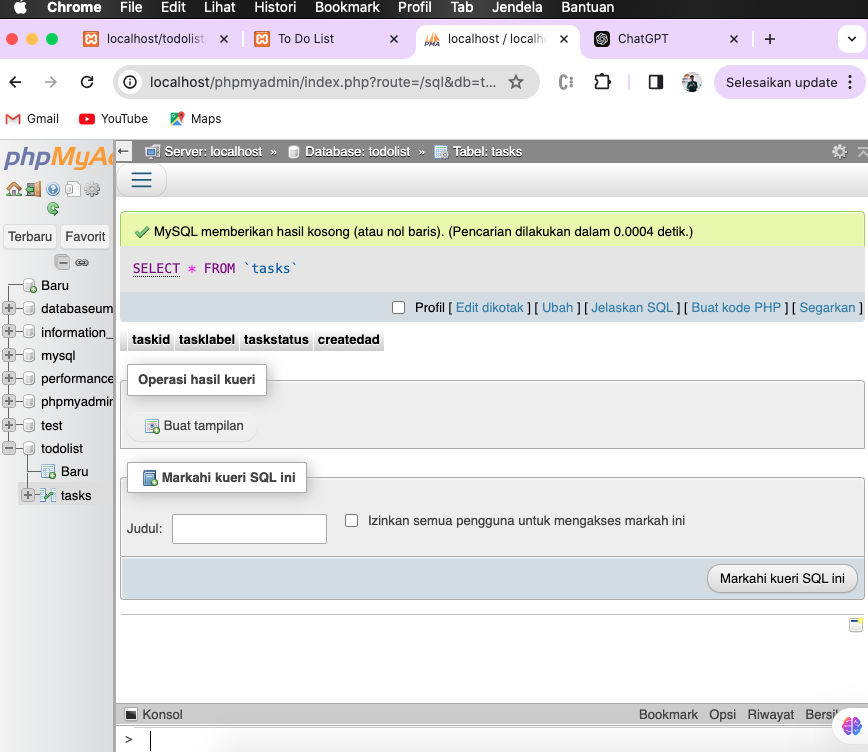 Chrome File Edit Lihat Histori Bookmark Profil Tab Jendela Bantuan
localhost/todolist/ To Do List localhost / localho ChatGPT
localhost/phpmyadmin/index.php?route=/sql&db=t... Selesaikan update
Gmail YouTube Maps
phpMyAd
← Server: localhost » Database: todolist » Tabel: tasks
Terbaru Favorit
Baru
databaseum
information_
mysql
performance
phpmyadmin
test
todolist
Baru
tasks
MySQL memberikan hasil kosong (atau nol baris). (Pencarian dilakukan dalam 0.0004 detik.)
SELECT * FROM `tasks`
Profil [ Edit dikotak ] [ Ubah ] [ Jelaskan SQL ] [ Buat kode PHP ] [ Segarkan ]
taskid tasklabel taskstatus createdad
Operasi hasil kueri
Buat tampilan
Markahi kueri SQL ini
Judul: Izinkan semua pengguna untuk mengakses markah ini
Markahi kueri SQL ini
Konsol Bookmark Opsi Riwayat Bersi
>